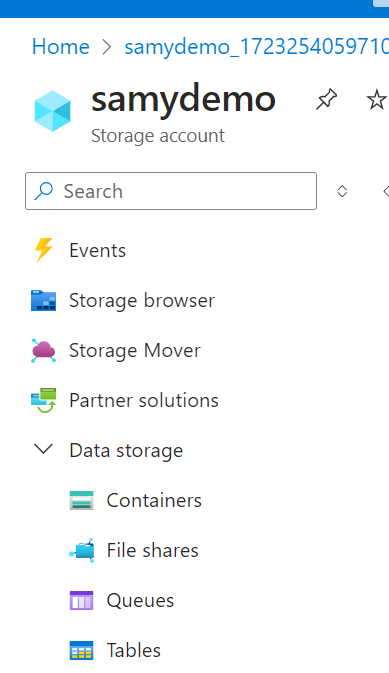 Home > samydemo_1723254059710
samydemo
Storage account
Search
Events
Storage browser
Storage Mover
Partner solutions
Data storage
Containers
File shares
Queues
Tables